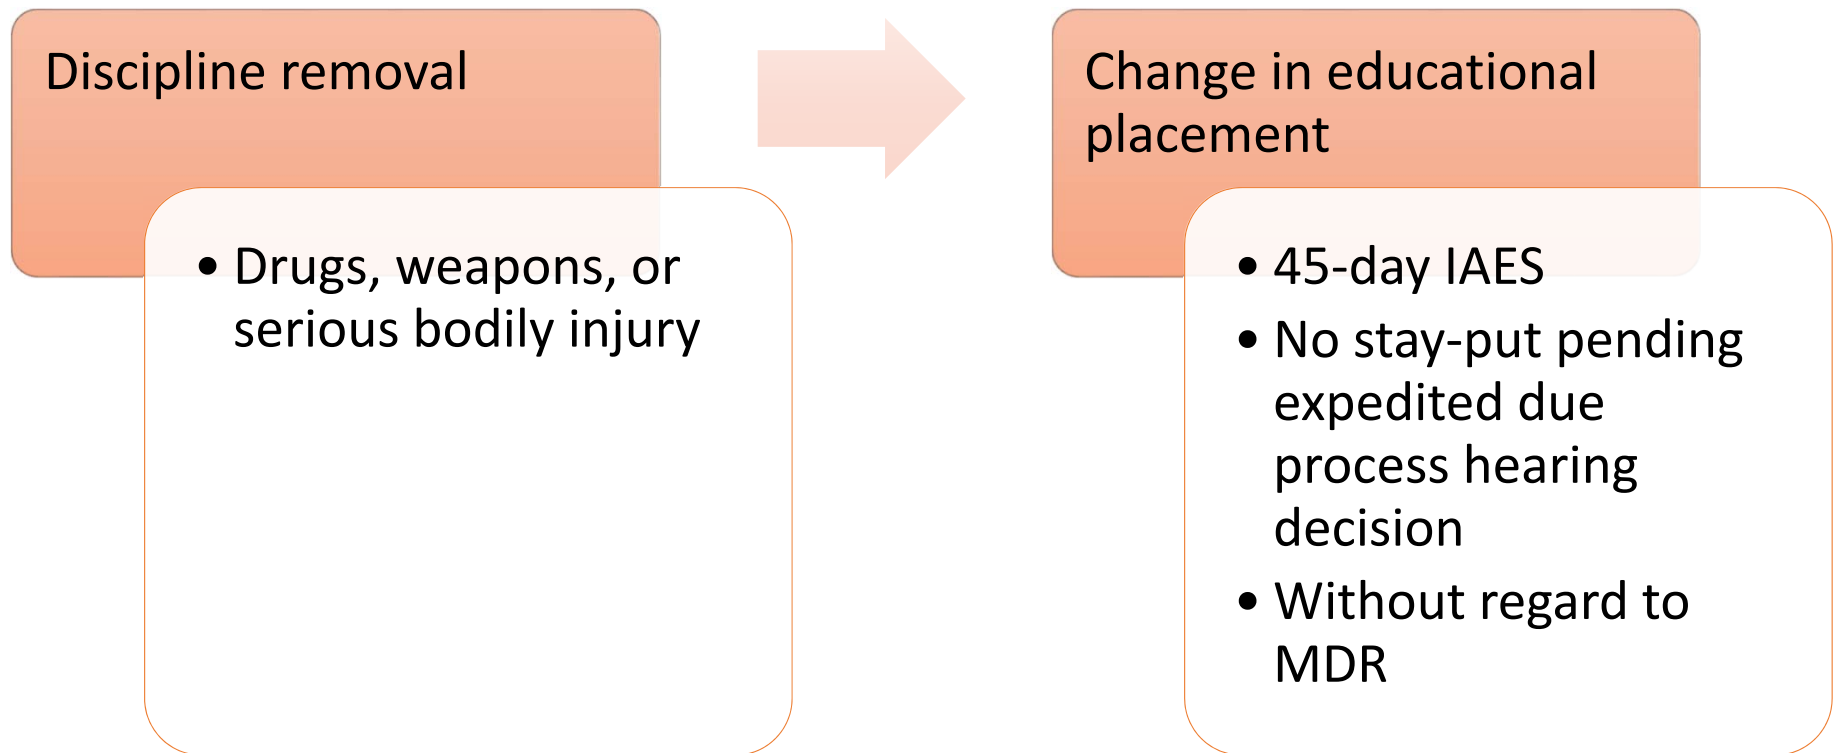 Discipline removal
• Drugs, weapons, or
serious bodily injury
Change in educational
placement
• 45-day IAES
• No stay-put pending
expedited due
process hearing
decision
• Without regard to
MDR